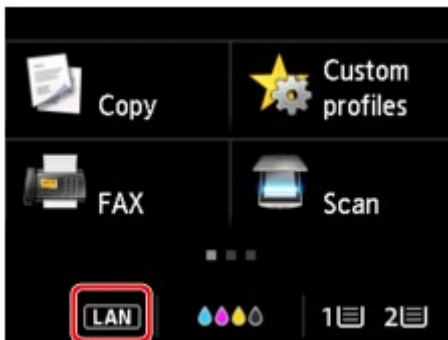 Copy
Custom
profiles
FAX
Scan
LAN
1 2